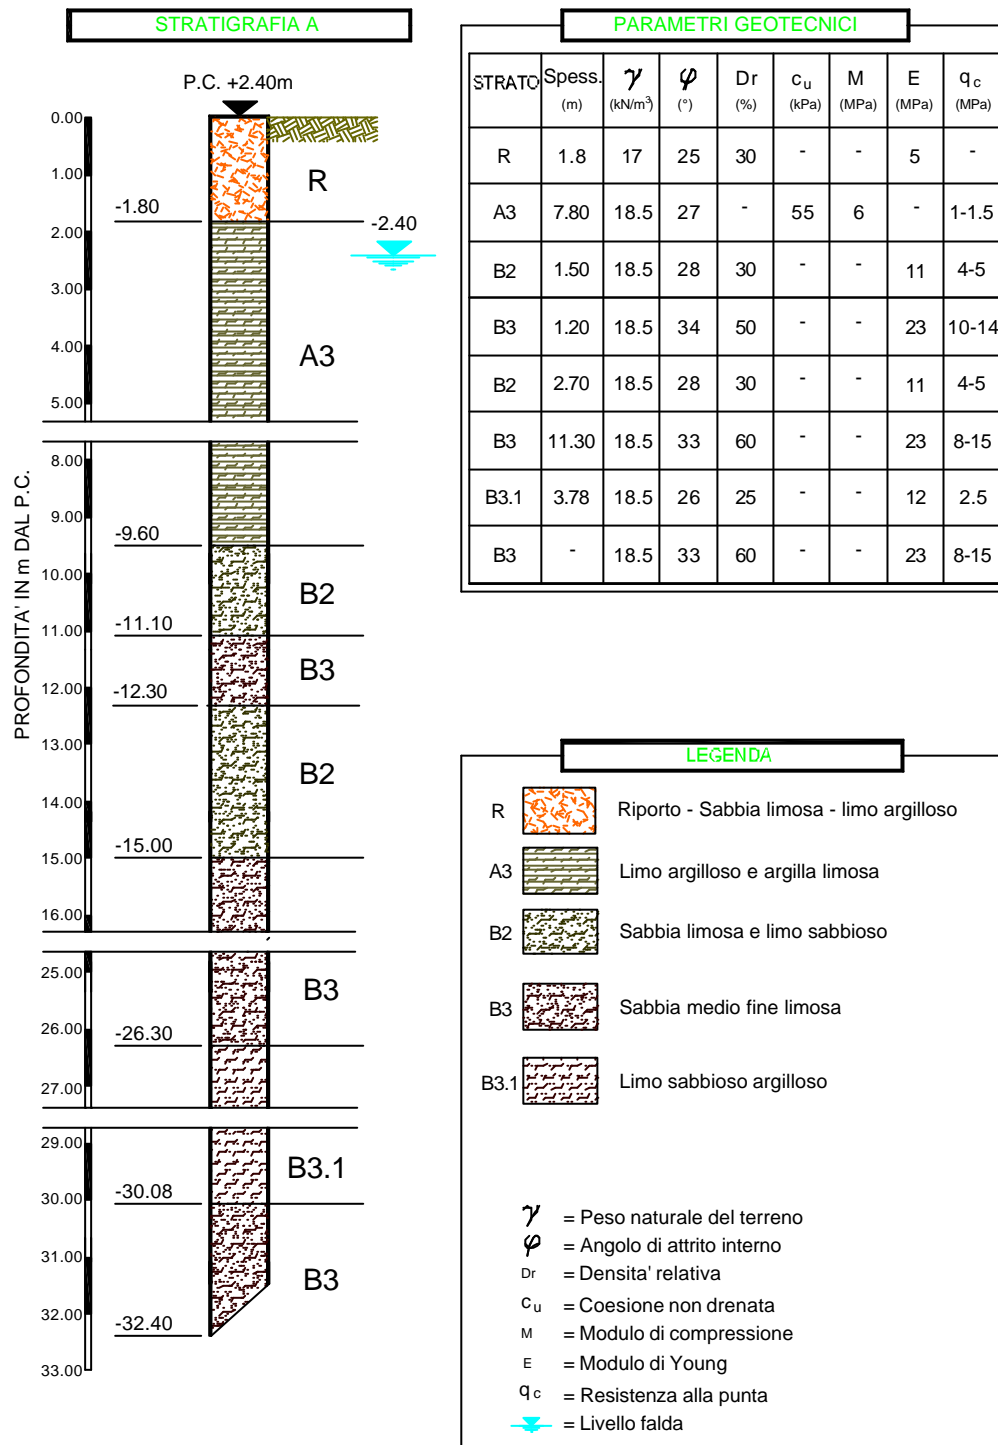 STRATIGRAFIA A
P.C. +2.40m
PROFONDITA' IN m DAL P.C.
0.00
1.00
R
-1.80
2.00
-2.40
3.00
4.00
A3
5.00
8.00
9.00
-9.60
10.00
B2
-11.10
11.00
B3
12.00
-12.30
13.00
B2
14.00
-15.00
15.00
16.00
25.00
B3
26.00
-26.30
27.00
29.00
B3.1
-30.08
30.00
31.00
B3
32.00
-32.40
33.00
PARAMETRI GEOTECNICI
STRATO Spess. (m) γ (kN/m³) φ (°) Dr (%) cu (kPa) M (MPa) E (MPa) qc (MPa)
R 1.8 17 25 30 - - 5 -
A3 7.80 18.5 27 - 55 6 - 1-1.5
B2 1.50 18.5 28 30 - - 11 4-5
B3 1.20 18.5 34 50 - - 23 10-14
B2 2.70 18.5 28 30 - - 11 4-5
B3 11.30 18.5 33 60 - - 23 8-15
B3.1 3.78 18.5 26 25 - - 12 2.5
B3 - 18.5 33 60 - - 23 8-15
LEGENDA
R Riporto - Sabbia limosa - limo argilloso
A3 Limo argilloso e argilla limosa
B2 Sabbia limosa e limo sabbioso
B3 Sabbia medio fine limosa
B3.1 Limo sabbioso argilloso
γ = Peso naturale del terreno
φ = Angolo di attrito interno
Dr = Densita' relativa
cu = Coesione non drenata
M = Modulo di compressione
E = Modulo di Young
qc = Resistenza alla punta
= Livello falda